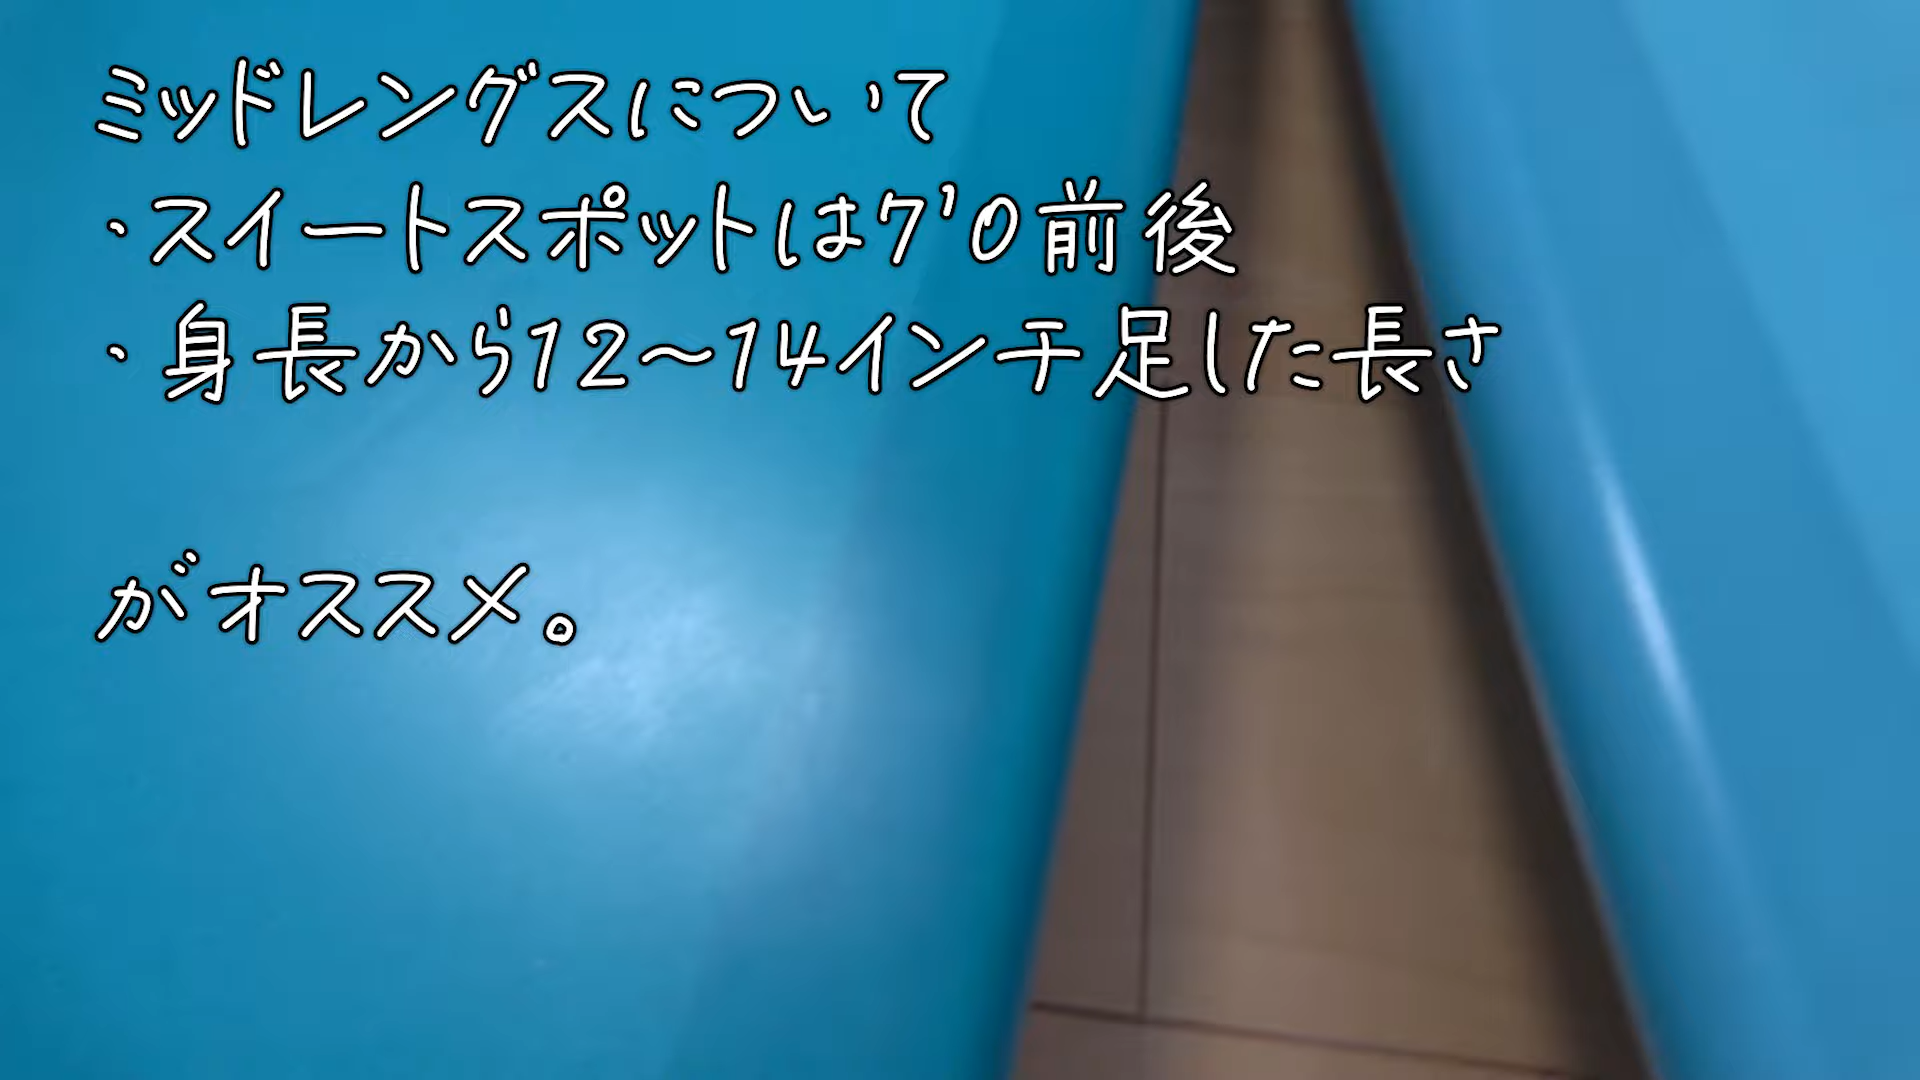 ミッドレングスについて
・スイートスポットは7'0前後
・身長から12～14インチ足した長さ
がオススメ。